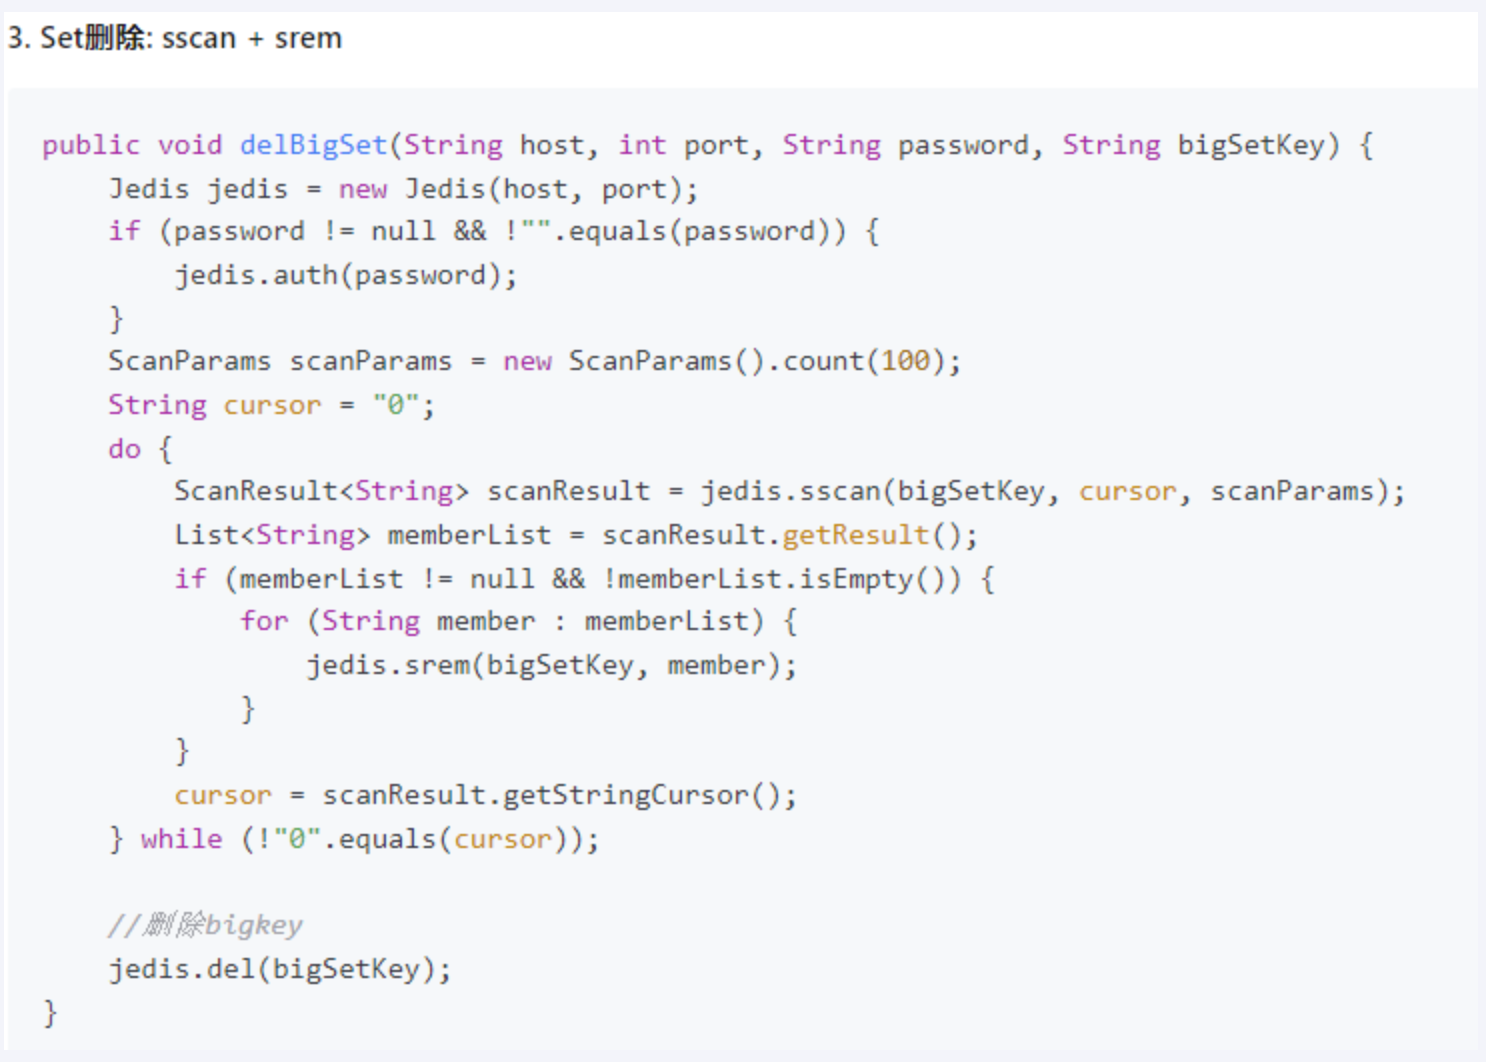 3. Set删除: sscan + srem
public void delBigSet(String host, int port, String password, String bigSetKey) {
    Jedis jedis = new Jedis(host, port);
    if (password != null && !"".equals(password)) {
        jedis.auth(password);
    }
    ScanParams scanParams = new ScanParams().count(100);
    String cursor = "0";
    do {
        ScanResult<String> scanResult = jedis.sscan(bigSetKey, cursor, scanParams);
        List<String> memberList = scanResult.getResult();
        if (memberList != null && !memberList.isEmpty()) {
            for (String member : memberList) {
                jedis.srem(bigSetKey, member);
            }
        }
        cursor = scanResult.getStringCursor();
    } while (!"0".equals(cursor));
    //删除bigkey
    jedis.del(bigSetKey);
}